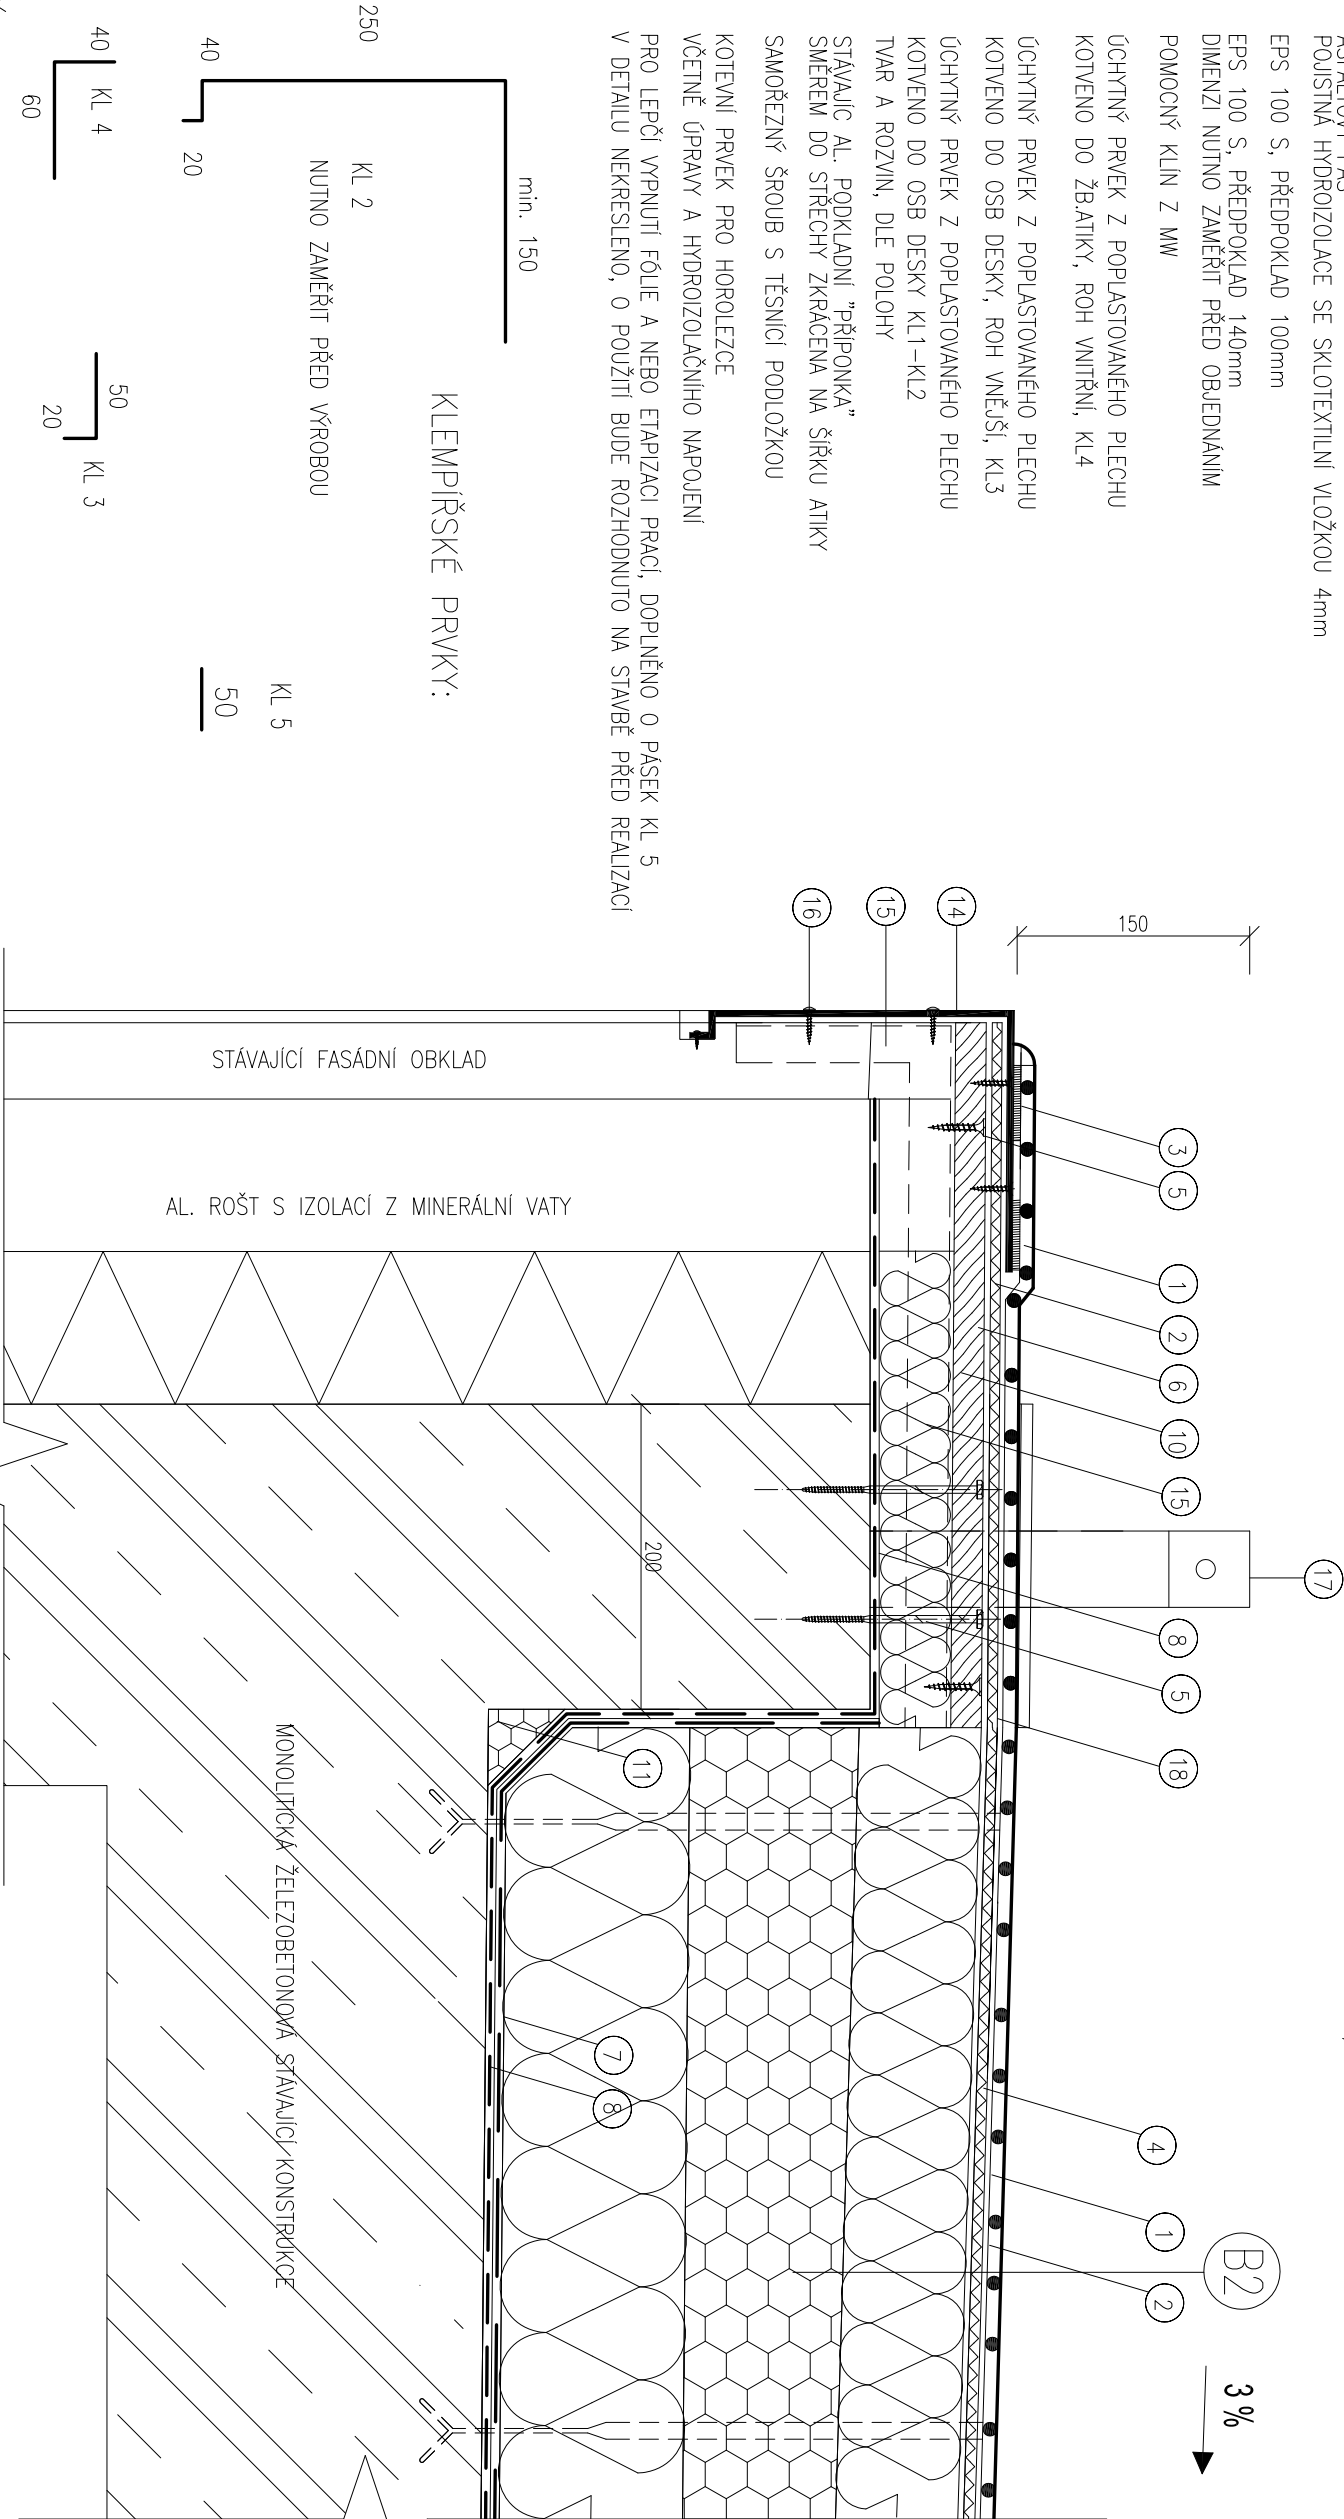 ASFALTOVÝ PÁS
POJISTNÁ HYDROIZOLACE SE SKLOTEXTILNÍ VLOŽKOU 4mm
EPS 100 S, PŘEDPOKLAD 100mm
EPS 100 S, PŘEDPOKLAD 140mm
DIMENZI NUTNO ZAMĚŘIT PŘED OBJEDNÁNÍM
POMOCNÝ KLÍN Z MW
ÚCHYTNÝ PRVEK Z POPLASTOVANÉHO PLECHU
KOTVENO DO ŽB.ATIKY, ROH VNITŘNÍ, KL4
ÚCHYTNÝ PRVEK Z POPLASTOVANÉHO PLECHU
KOTVENO DO OSB DESKY, ROH VNĚJŠÍ, KL3
ÚCHYTNÝ PRVEK Z POPLASTOVANÉHO PLECHU
KOTVENO DO OSB DESKY KL1-KL2
TVAR A ROZVIN, DLE POLOHY
STÁVAJÍC AL. PODKLADNÍ "PŘÍPONKA"
SMĚREM DO STŘECHY ZKRÁCENA NA ŠÍŘKU ATIKY
SAMOŘEZNÝ ŠROUB S TĚSNÍCÍ PODLOŽKOU
KOTEVNÍ PRVEK PRO HOROLEZCE
VČETNĚ ÚPRAVY A HYDROIZOLAČNÍHO NAPOJENÍ
PRO LEPČÍ VYPNUTÍ FÓLIE A NEBO ETAPIZACI PRACÍ, DOPLNĚNO O PÁSEK KL 5
V DETAILU NEKRESLENO, O POUŽITÍ BUDE ROZHODNUTO NA STAVBĚ PŘED REALIZACÍ
KLEMPÍŘSKÉ PRVKY:
min. 150
250
40
20
KL 2
NUTNO ZAMĚŘIT PŘED VÝROBOU
KL 5
50
40
KL 4
60
50
20
KL 3
150
14
15
16
3
5
1
2
6
10
15
17
8
5
18
4
1
B2
2
3%
STÁVAJÍCÍ FASÁDNÍ OBKLAD
AL. ROŠT S IZOLACÍ Z MINERÁLNÍ VATY
200
11
7
8
MONOLITICKÁ ŽELEZOBETONOVÁ STÁVAJÍCÍ KONSTRUKCE